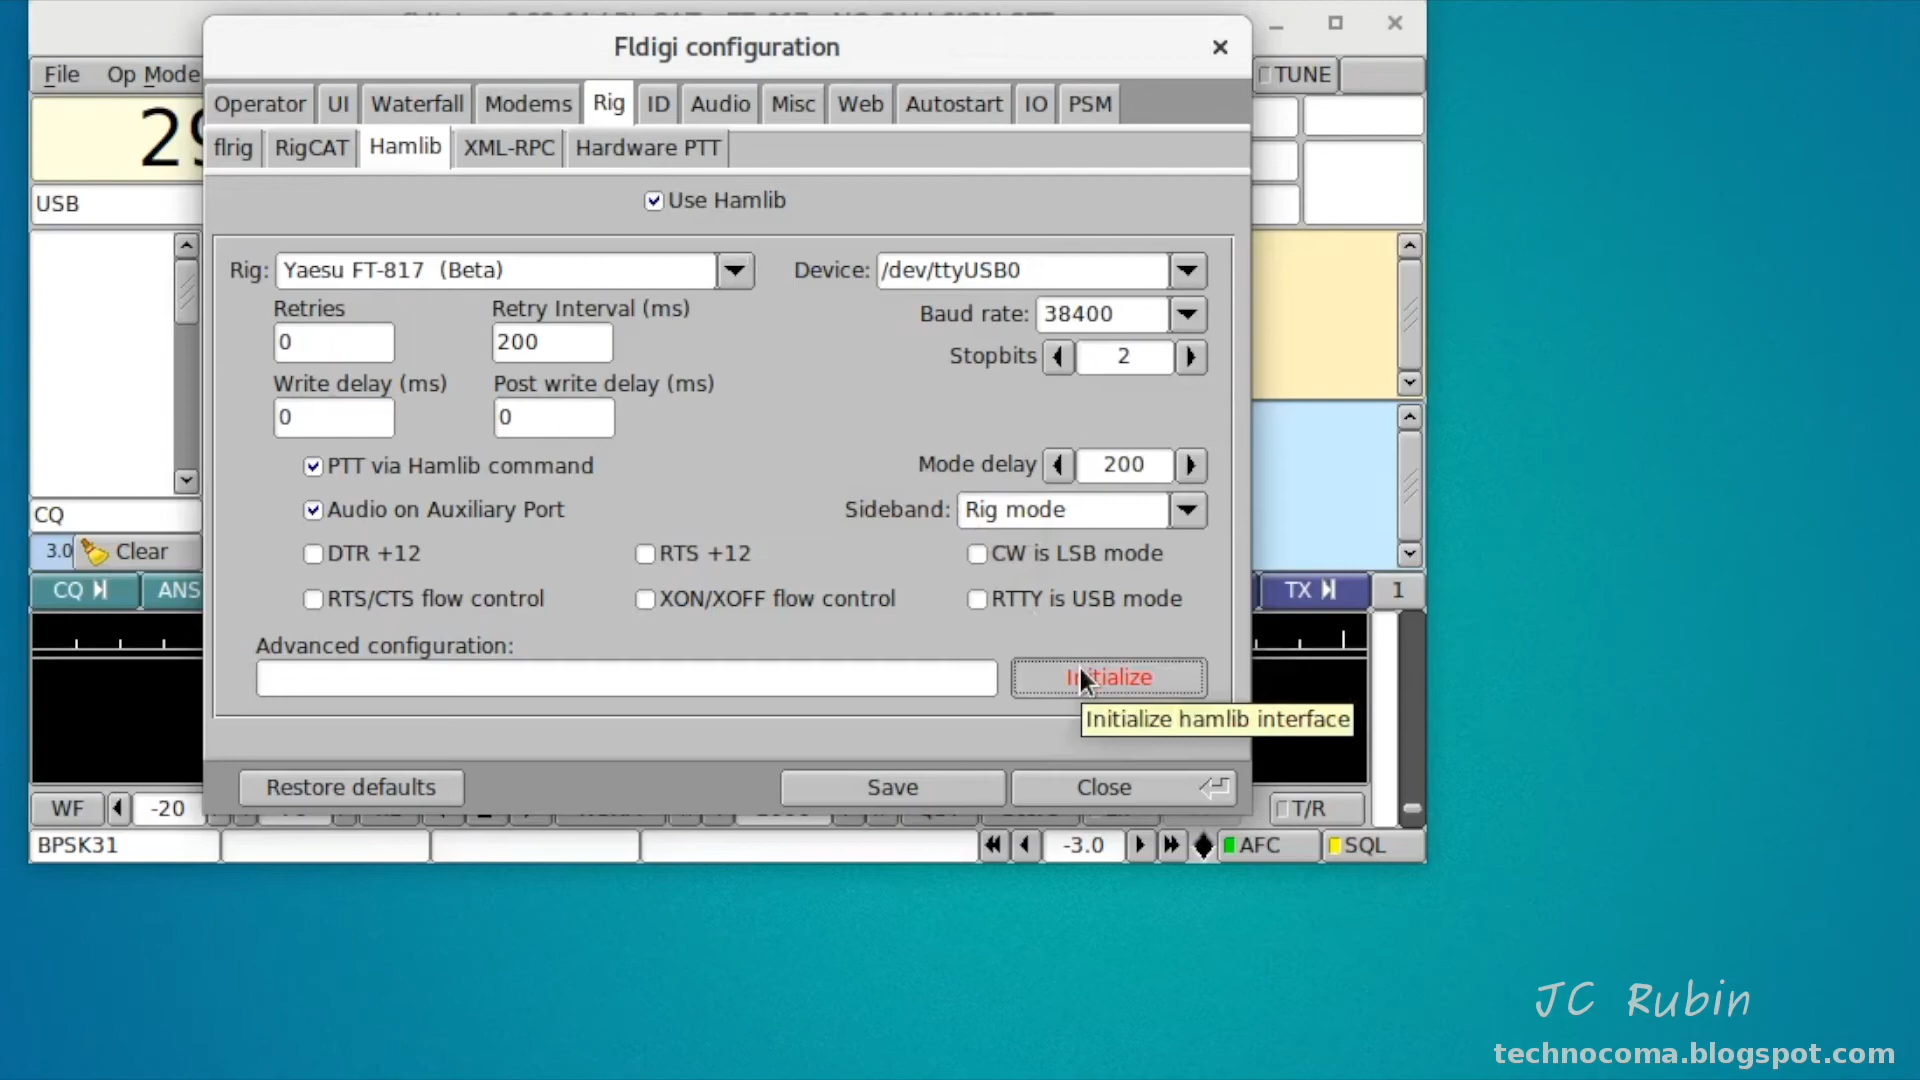 Fldigi configuration
File Op Mode
TUNE
Operator UI Waterfall Modems Rig ID Audio Misc Web Autostart IO PSM
flrig RigCAT Hamlib XML-RPC Hardware PTT
USB
Use Hamlib
Rig: Yaesu FT-817 (Beta) Device: /dev/ttyUSB0
Retries Retry Interval (ms) Baud rate: 38400
0 200
Stopbits 2
Write delay (ms) Post write delay (ms)
0 0
PTT via Hamlib command Mode delay 200
Audio on Auxiliary Port Sideband: Rig mode
CQ
DTR +12 RTS +12 CW is LSB mode
3.0 Clear
RTS/CTS flow control XON/XOFF flow control RTTY is USB mode
CQ ANS TX 1
Advanced configuration:
Initialize
Initialize hamlib interface
Restore defaults Save Close
WF -20 T/R
BPSK31 -3.0 AFC SQL
JC Rubin
technocoma.blogspot.com